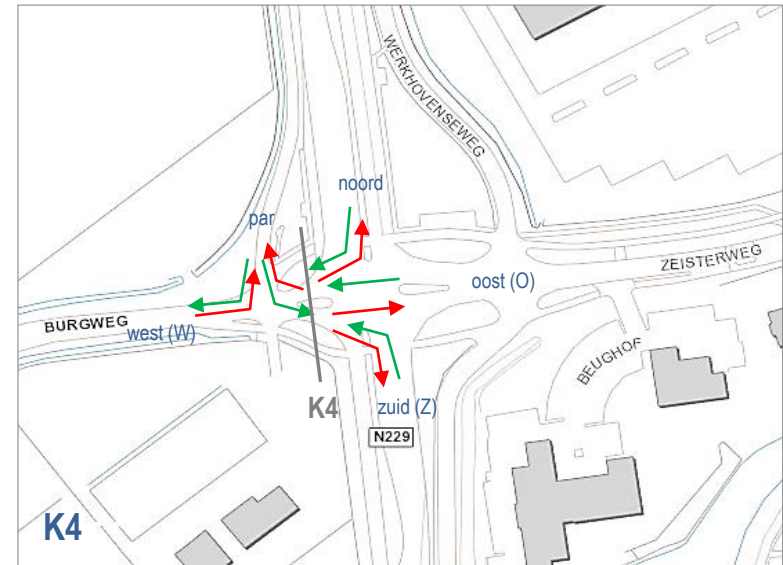 WERKHOVENSEWEG
noord
par
oost (O)
ZEISTERWEG
BURGWEG
west (W)
BEUGHOF
K4
zuid (Z)
N229
K4